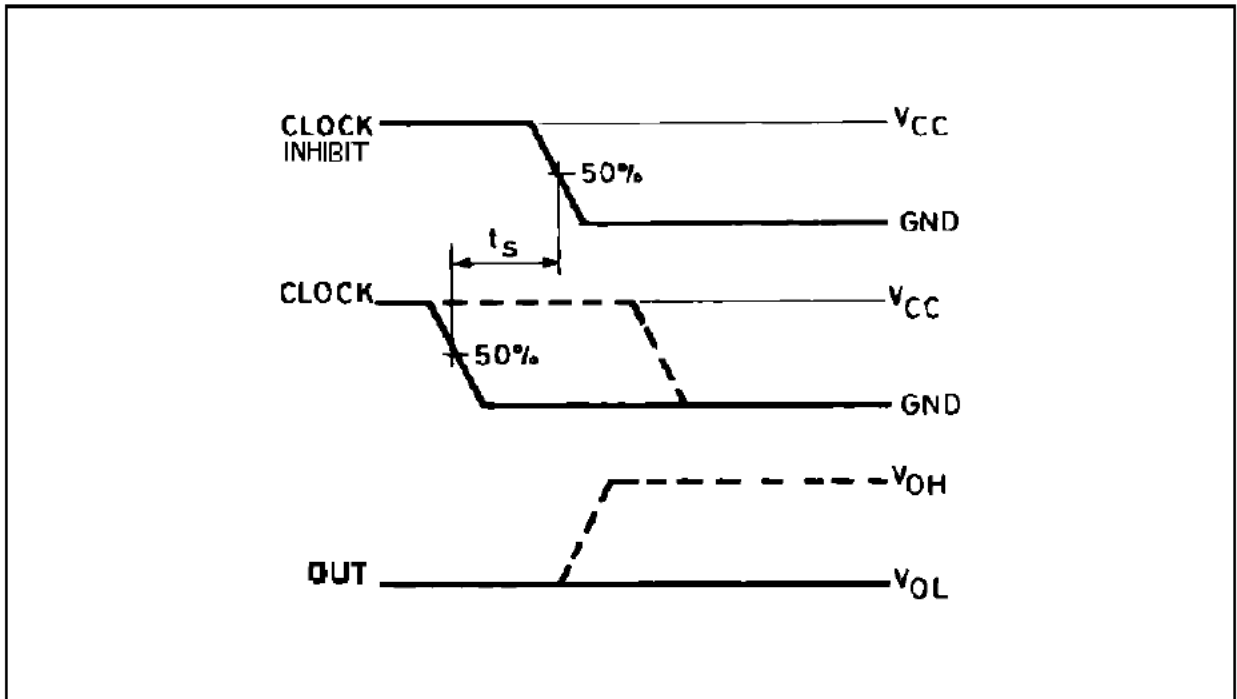 CLOCK VCC
INHIBIT
50%
GND
tS
CLOCK VCC
50%
GND
VOH
OUT VOL